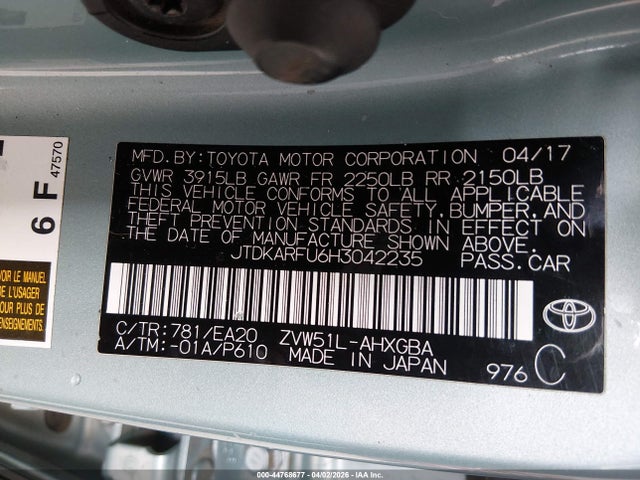 MFD.BY: TOYOTA MOTOR CORPORATION 04/17
GVWR 3915LB GAWR FR 2250LB RR 2150LB
THIS VEHICLE CONFORMS TO ALL APPLICABLE
FEDERAL MOTOR VEHICLE SAFETY, BUMPER, AND
THEFT PREVENTION STANDARDS IN EFFECT ON
THE DATE OF MANUFACTURE SHOWN ABOVE.
JTDKARFU6H3042235 PASS.CAR
C/TR: 781/EA20 ZVW51L-AHXGBA
A/TM: -01A/P610 MADE IN JAPAN
976 C
6 F 47570
VOIR LE MANUEL
DE L'USAGER
POUR PLUS DE
RENSEIGNEMENTS.
000-44768677 - 04/02/2026 - IAA Inc.